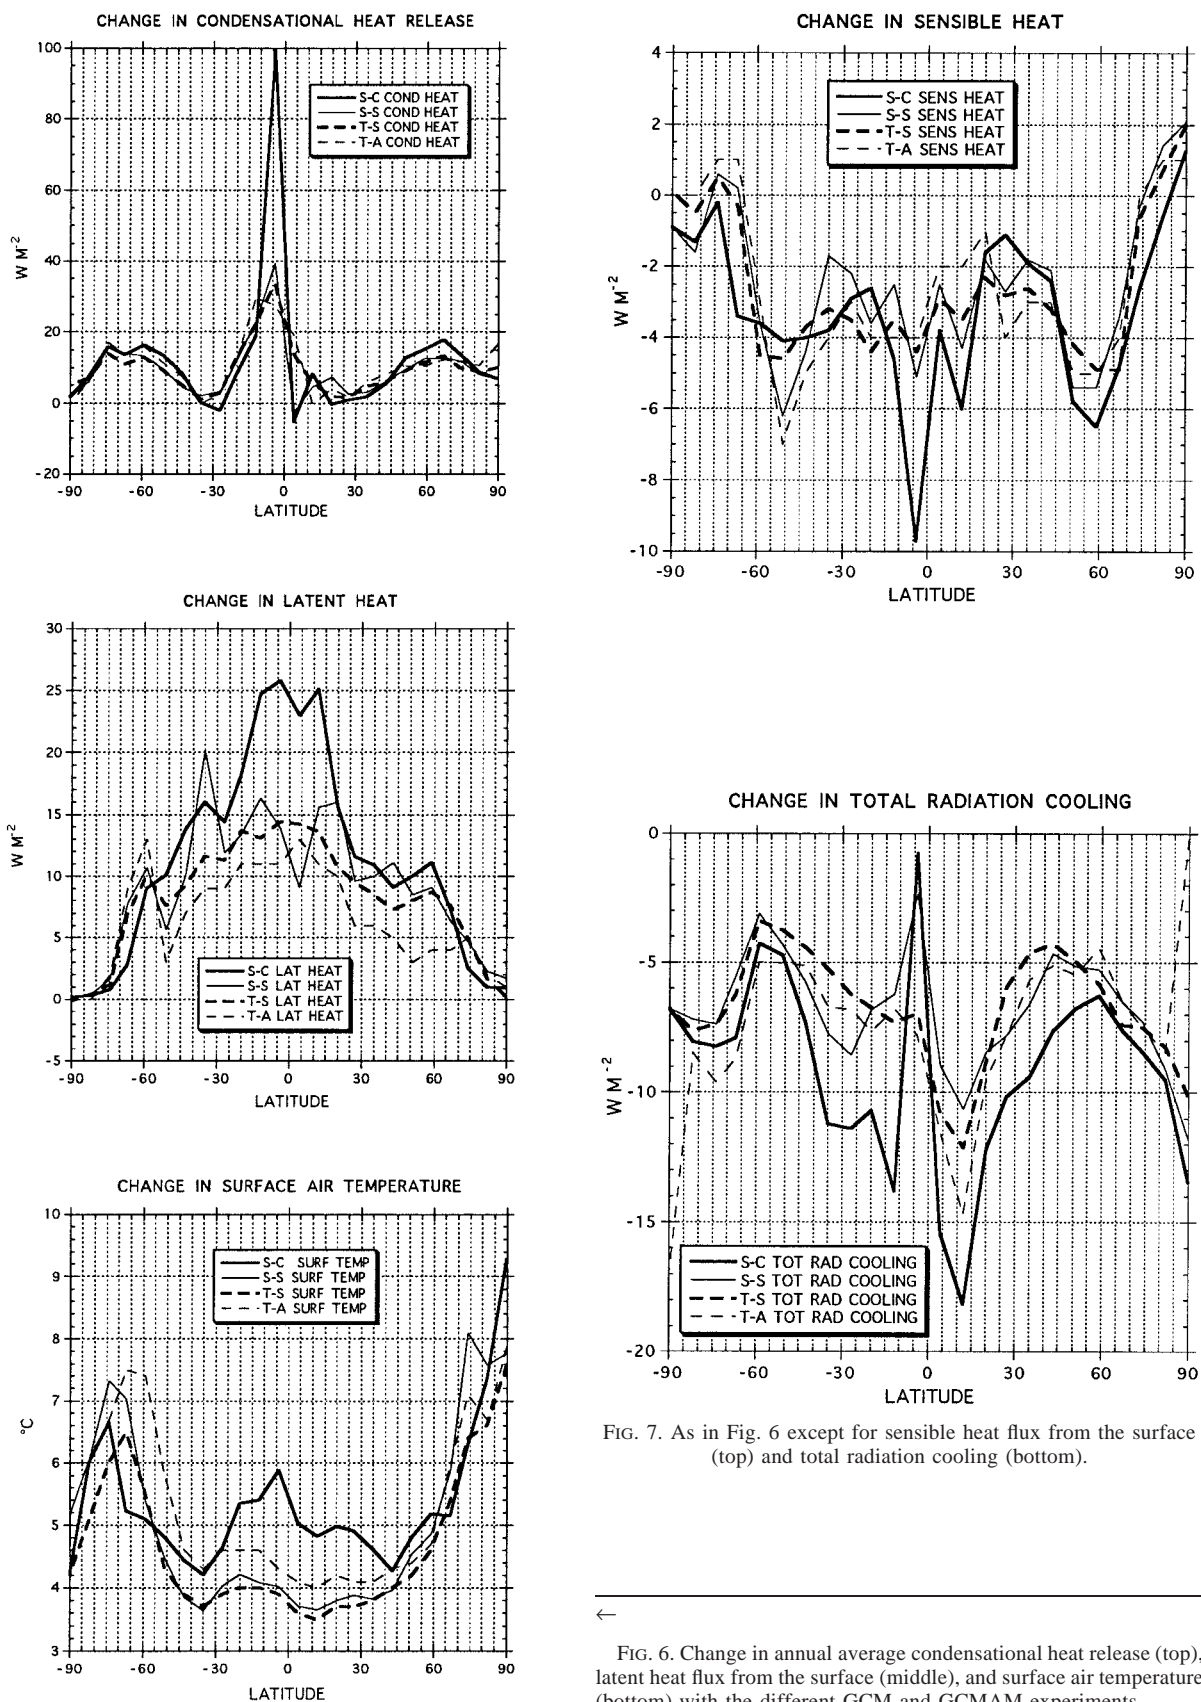 CHANGE IN CONDENSATIONAL HEAT RELEASE
100
80
60
40
20
0
-20
W M-2
S-C COND HEAT
S-S COND HEAT
T-S COND HEAT
T-A COND HEAT
-90 -60 -30 0 30 60 90
LATITUDE
CHANGE IN LATENT HEAT
30
25
20
15
10
5
0
-5
W M-2
S-C LAT HEAT
S-S LAT HEAT
T-S LAT HEAT
T-A LAT HEAT
-90 -60 -30 0 30 60 90
LATITUDE
CHANGE IN SURFACE AIR TEMPERATURE
10
9
8
7
6
5
4
3
°C
S-C SURF TEMP
S-S SURF TEMP
T-S SURF TEMP
T-A SURF TEMP
-90 -60 -30 0 30 60 90
LATITUDE
CHANGE IN SENSIBLE HEAT
4
2
0
-2
-4
-6
-8
-10
W M-2
S-C SENS HEAT
S-S SENS HEAT
T-S SENS HEAT
T-A SENS HEAT
-90 -60 -30 0 30 60 90
LATITUDE
CHANGE IN TOTAL RADIATION COOLING
0
-5
-10
-15
-20
W M-2
S-C TOT RAD COOLING
S-S TOT RAD COOLING
T-S TOT RAD COOLING
T-A TOT RAD COOLING
-90 -60 -30 0 30 60 90
LATITUDE
FIG. 7. As in Fig. 6 except for sensible heat flux from the surface
(top) and total radiation cooling (bottom).
←
FIG. 6. Change in annual average condensational heat release (top),
latent heat flux from the surface (middle), and surface air temperature
(bottom) with the different GCM and GCMAM experiments.